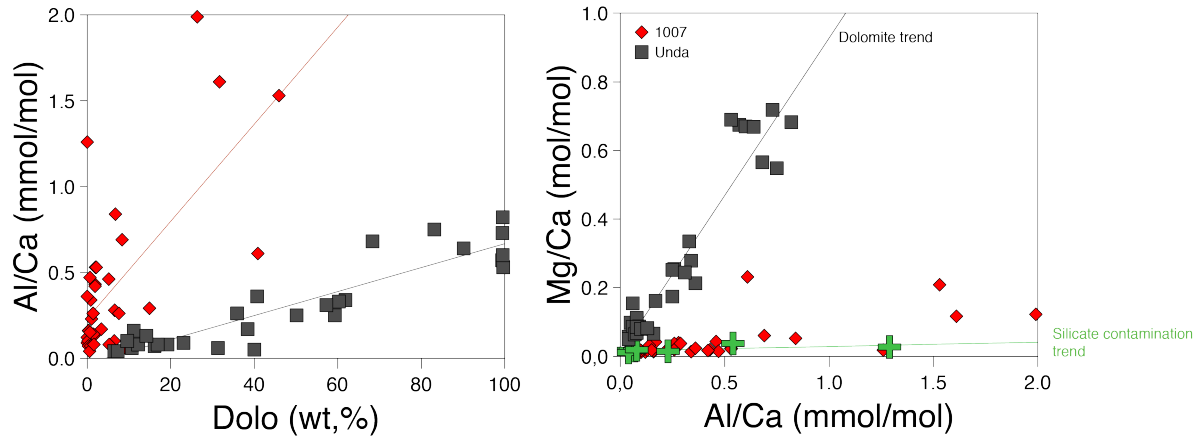 2.0
1.5
1.0
0.5
0.0
Al/Ca (mmol/mol)
0
20
40
60
80
100
Dolo (wt,%)
1.0
0.8
0.6
0.4
0.2
0,0
Mg/Ca (mol/mol)
1007
Unda
Dolomite trend
Silicate contamination
trend
0,0
0.5
1.0
1.5
2.0
Al/Ca (mmol/mol)